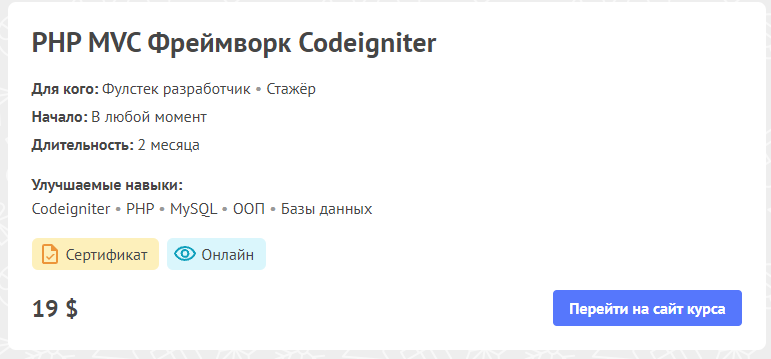 PHP MVC Фреймворк Codeigniter
Для кого: Фулстек разработчик • Стажёр
Начало: В любой момент
Длительность: 2 месяца
Улучшаемые навыки:
Codeigniter • PHP • MySQL • ООП • Базы данных
Сертификат Онлайн
19 $ Перейти на сайт курса